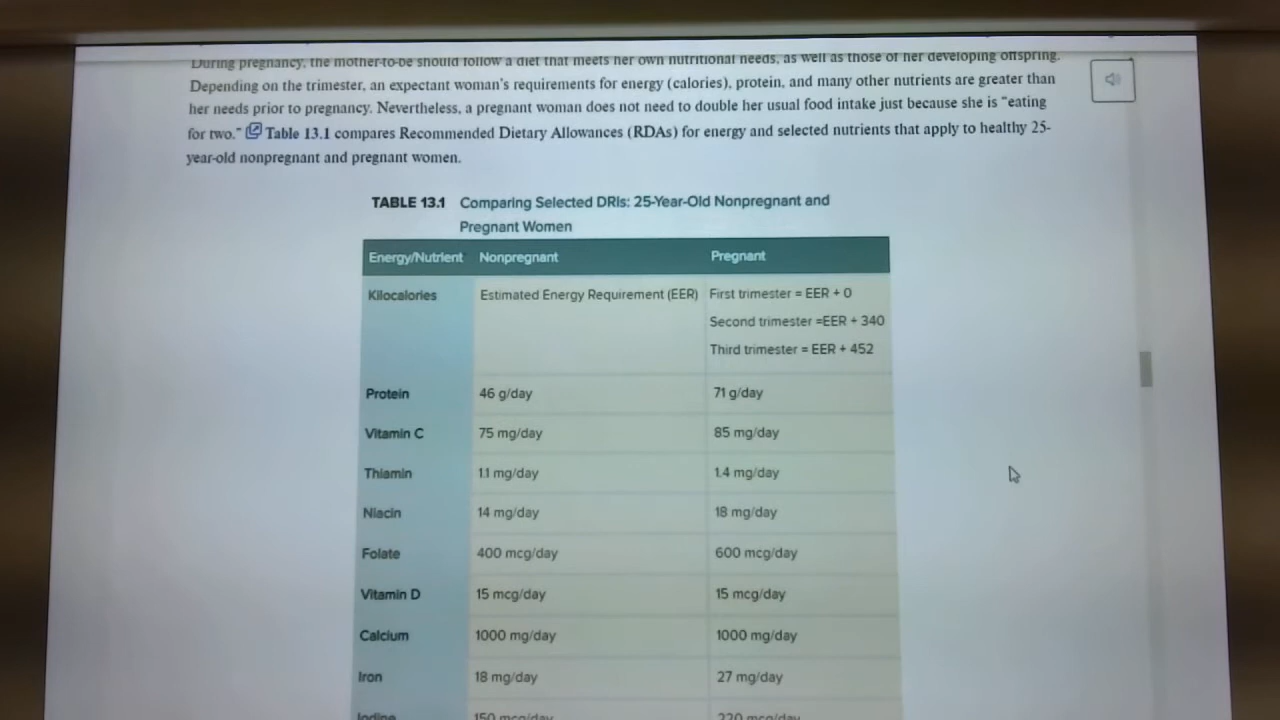 During pregnancy, the mother-to-be should follow a diet that meets her own nutritional needs, as well as those of her developing offspring.
Depending on the trimester, an expectant woman's requirements for energy (calories), protein, and many other nutrients are greater than
her needs prior to pregnancy. Nevertheless, a pregnant woman does not need to double her usual food intake just because she is "eating
for two." Table 13.1 compares Recommended Dietary Allowances (RDAs) for energy and selected nutrients that apply to healthy 25-
year-old nonpregnant and pregnant women.
TABLE 13.1 Comparing Selected DRIs: 25-Year-Old Nonpregnant and
Pregnant Women
Energy/Nutrient Nonpregnant Pregnant
Kilocalories Estimated Energy Requirement (EER) First trimester = EER + 0
Second trimester =EER + 340
Third trimester = EER + 452
Protein 46 g/day 71 g/day
Vitamin C 75 mg/day 85 mg/day
Thiamin 1.1 mg/day 1.4 mg/day
Niacin 14 mg/day 18 mg/day
Folate 400 mcg/day 600 mcg/day
Vitamin D 15 mcg/day 15 mcg/day
Calcium 1000 mg/day 1000 mg/day
Iron 18 mg/day 27 mg/day
Iodine 150 mcg/day 220 mcg/day